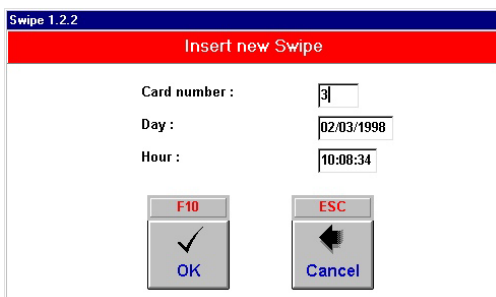 Swipe 1.2.2
Insert new Swipe
Card number : 3
Day : 02/03/1998
Hour : 10:08:34
F10 ESC
OK Cancel